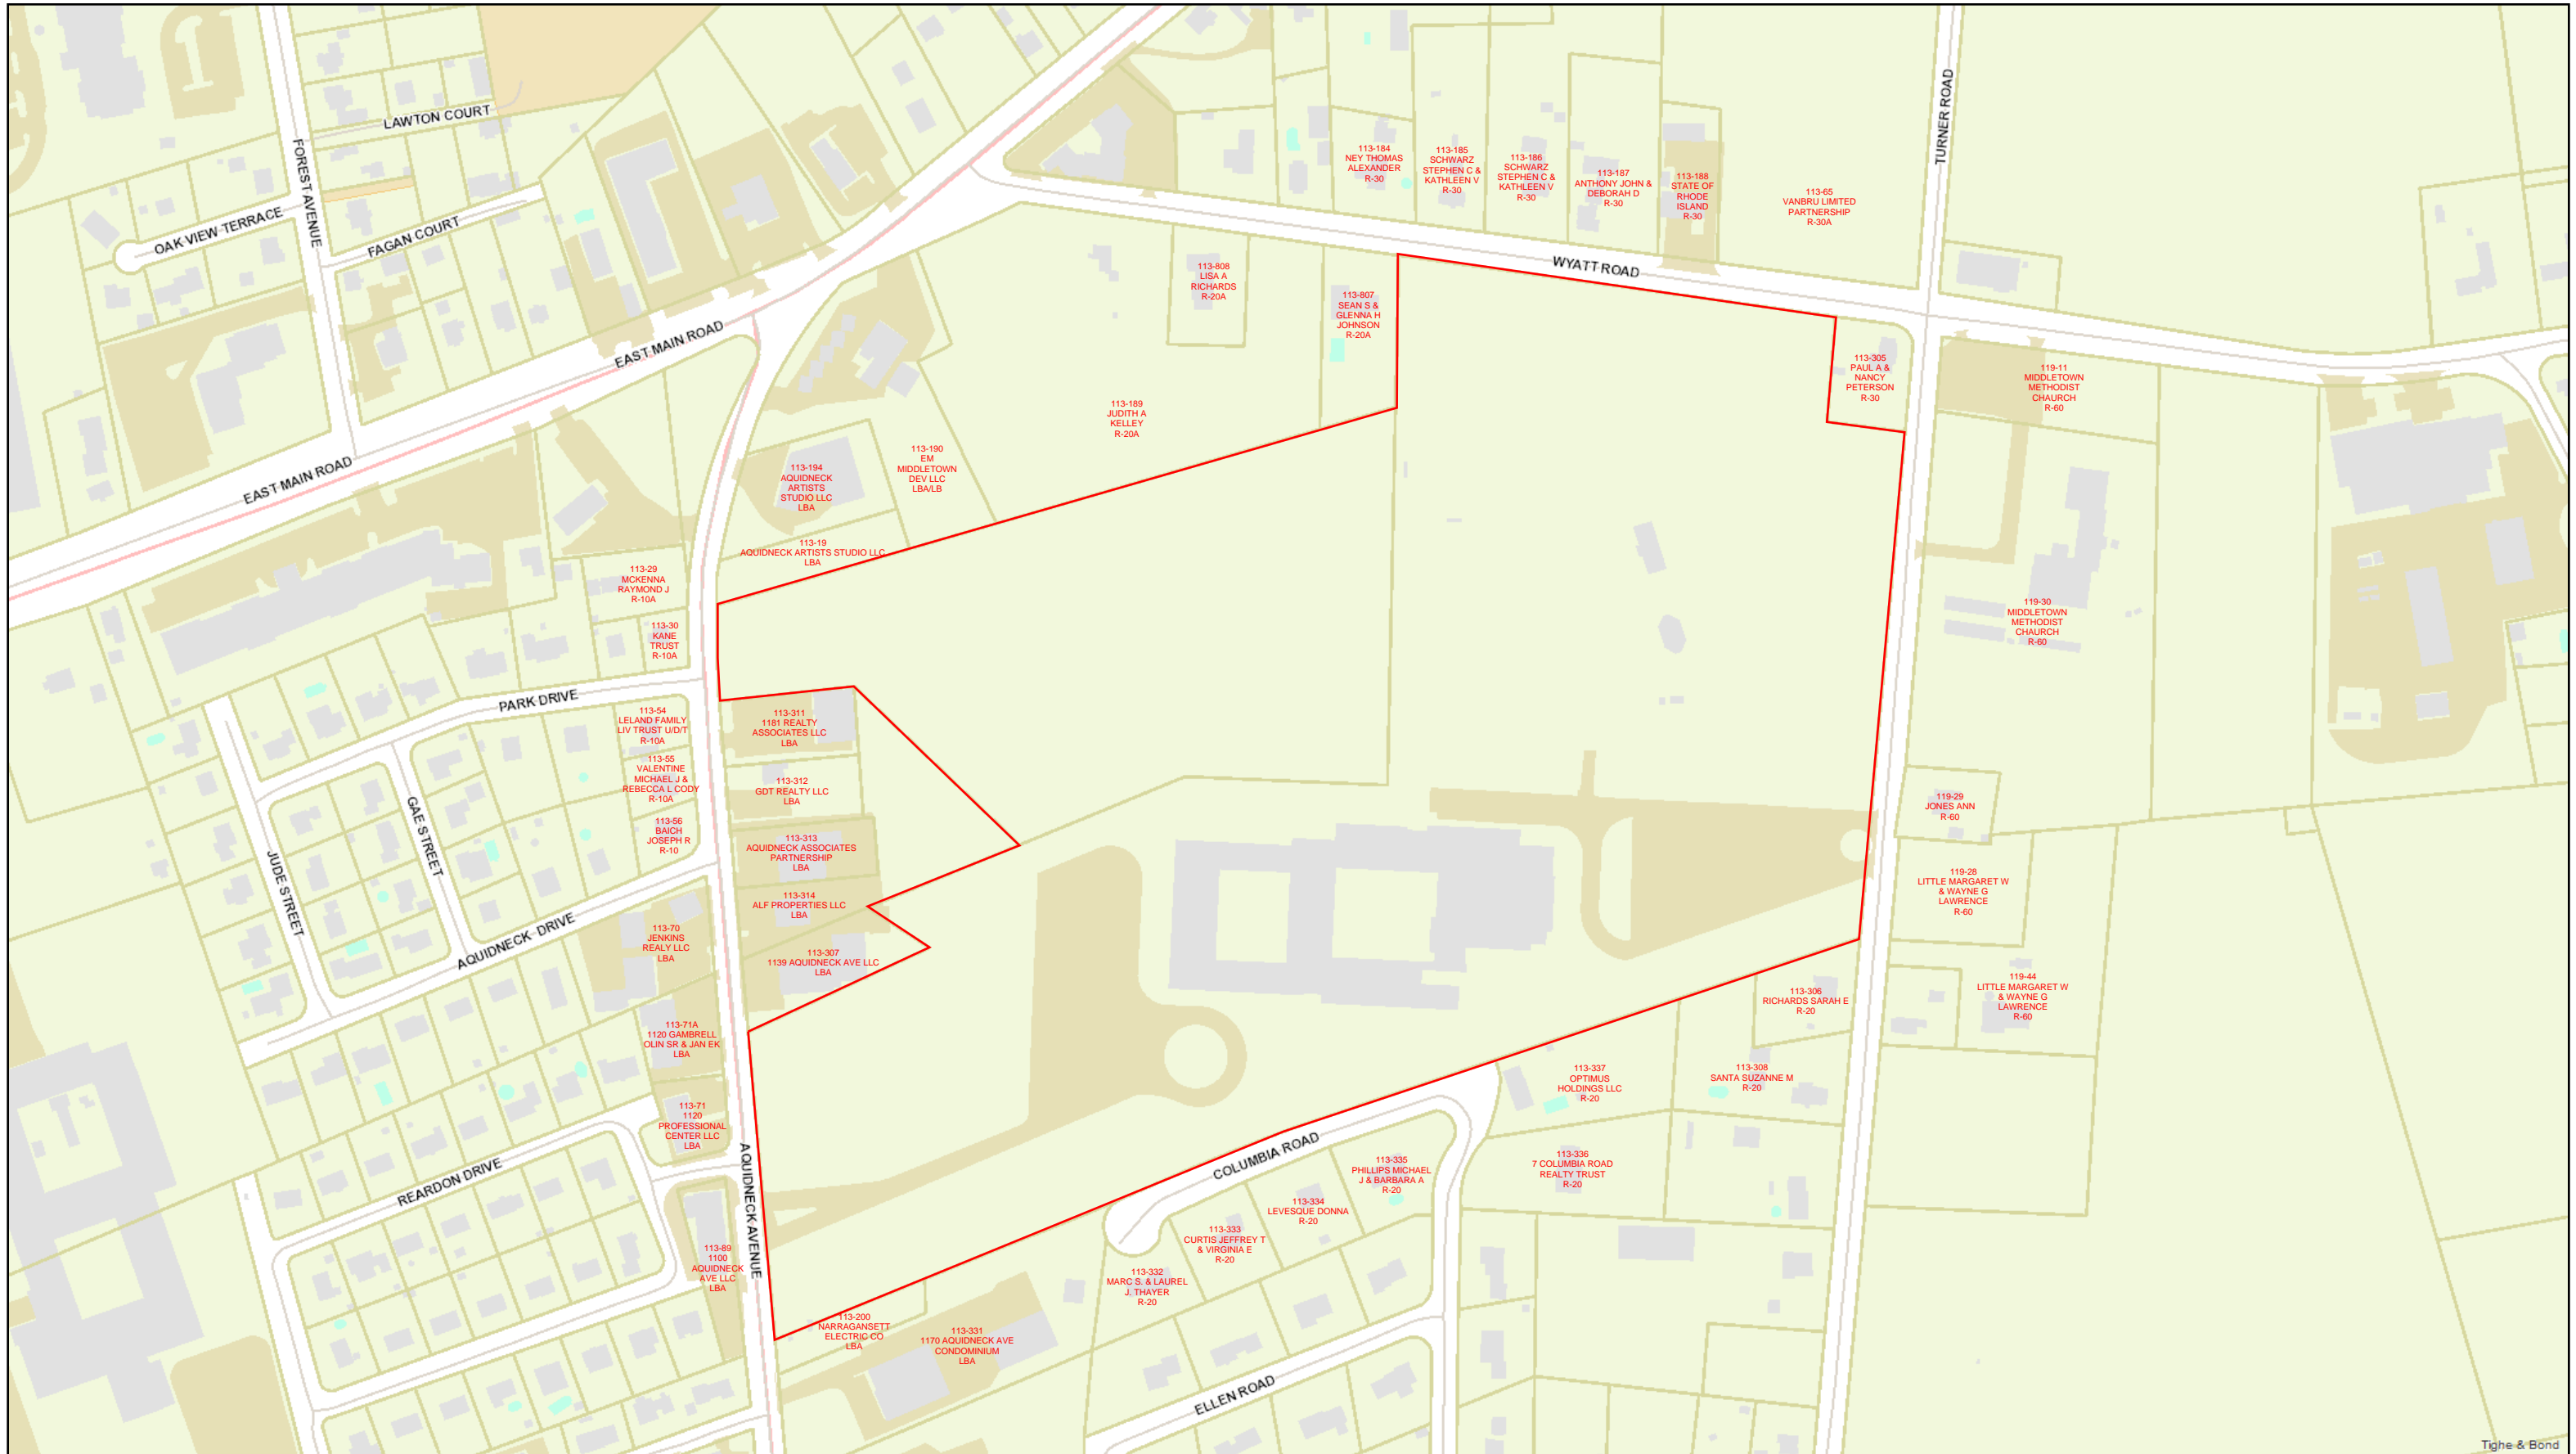 LAWTON COURT
FOREST AVENUE
OAK VIEW TERRACE
FAGAN COURT
EAST MAIN ROAD
EAST MAIN ROAD
TURNER ROAD
WYATT ROAD
113-184
NEY THOMAS
ALEXANDER
R-30
113-185
SCHWARZ
STEPHEN C &
KATHLEEN V
R-30
113-186
SCHWARZ
STEPHEN C &
KATHLEEN V
R-30
113-187
ANTHONY JOHN &
DEBORAH D
R-30
113-188
STATE OF
RHODE
ISLAND
R-30
113-65
VANBRU LIMITED
PARTNERSHIP
R-30A
113-808
LISA A
RICHARDS
R-20A
113-807
SEAN S &
GLENNA H
JOHNSON
R-20A
113-305
PAUL A &
NANCY
PETERSON
R-30
119-11
MIDDLETOWN
METHODIST
CHAURCH
R-60
113-189
JUDITH A
KELLEY
R-20A
113-190
EM
MIDDLETOWN
DEV LLC
LBA/LB
113-194
AQUIDNECK
ARTISTS
STUDIO LLC
LBA
113-19
AQUIDNECK ARTISTS STUDIO LLC
LBA
113-29
MCKENNA
RAYMOND J
R-10A
113-30
KANE
TRUST
R-10A
119-30
MIDDLETOWN
METHODIST
CHAURCH
R-60
PARK DRIVE
113-54
LELAND FAMILY
LIV TRUST U/D/T
R-10A
113-55
VALENTINE
MICHAEL J &
REBECCA L CODY
R-10A
113-56
BAICH
JOSEPH R
R-10
113-311
1181 REALTY
ASSOCIATES LLC
LBA
113-312
GDT REALTY LLC
LBA
113-313
AQUIDNECK ASSOCIATES
PARTNERSHIP
LBA
113-314
ALF PROPERTIES LLC
LBA
113-307
1139 AQUIDNECK AVE LLC
LBA
GAE STREET
JUDE STREET
AQUIDNECK DRIVE
119-29
JONES ANN
R-60
119-28
LITTLE MARGARET W
& WAYNE G
LAWRENCE
R-60
119-44
LITTLE MARGARET W
& WAYNE G
LAWRENCE
R-60
113-70
JENKINS
REALY LLC
LBA
113-71A
1120 GAMBRELL
OLIN SR & JAN EK
LBA
113-71
1120
PROFESSIONAL
CENTER LLC
LBA
113-306
RICHARDS SARAH E
R-20
113-308
SANTA SUZANNE M
R-20
113-337
OPTIMUS
HOLDINGS LLC
R-20
113-336
7 COLUMBIA ROAD
REALTY TRUST
R-20
COLUMBIA ROAD
113-335
PHILLIPS MICHAEL
J & BARBARA A
R-20
113-334
LEVESQUE DONNA
R-20
113-333
CURTIS JEFFREY T
& VIRGINIA E
R-20
113-332
MARC S. & LAUREL
J. THAYER
R-20
REARDON DRIVE
AQUIDNECK AVENUE
113-89
1100
AQUIDNECK
AVE LLC
LBA
113-200
NARRAGANSETT
ELECTRIC CO
LBA
113-331
1170 AQUIDNECK AVE
CONDOMINIUM
LBA
ELLEN ROAD
Tighe & Bond